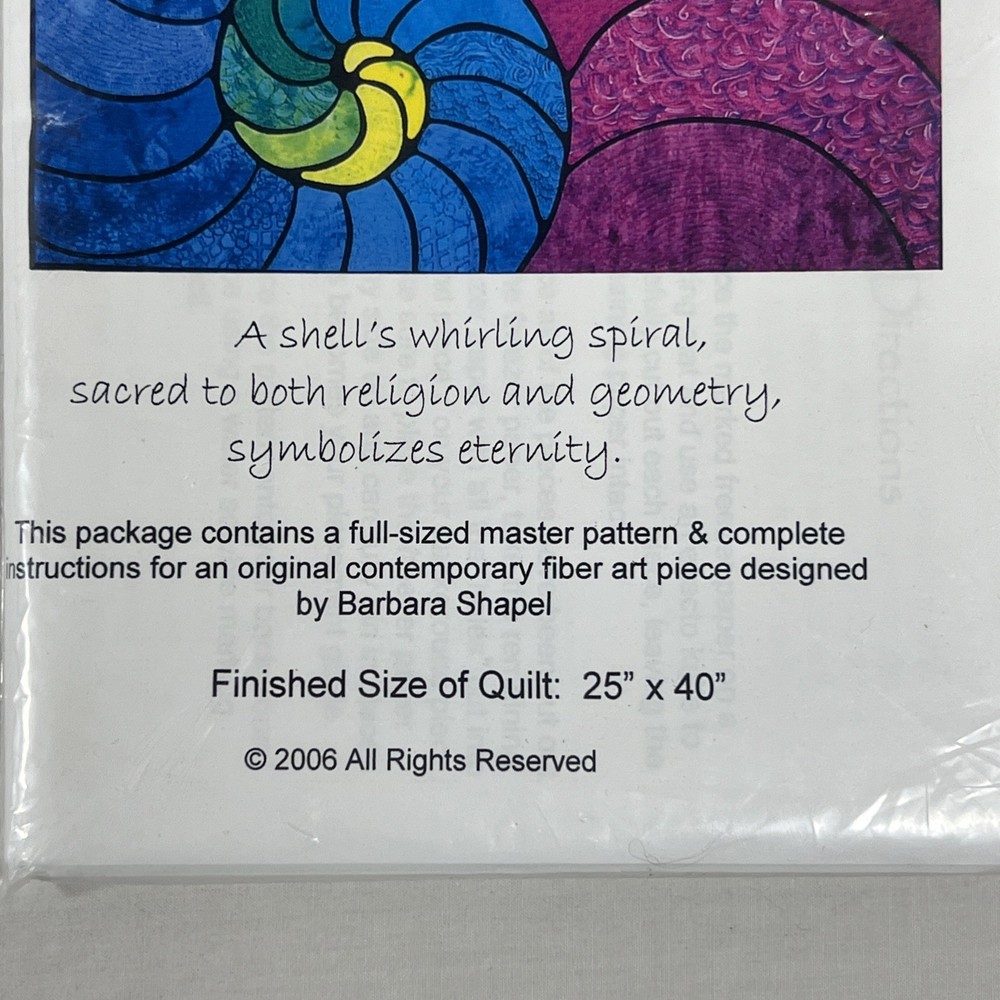 A shell's whirling spiral,
sacred to both religion and geometry,
symbolizes eternity.
This package contains a full-sized master pattern & complete
instructions for an original contemporary fiber art piece designed
by Barbara Shapel
Finished Size of Quilt: 25" x 40"
© 2006 All Rights Reserved
Directions